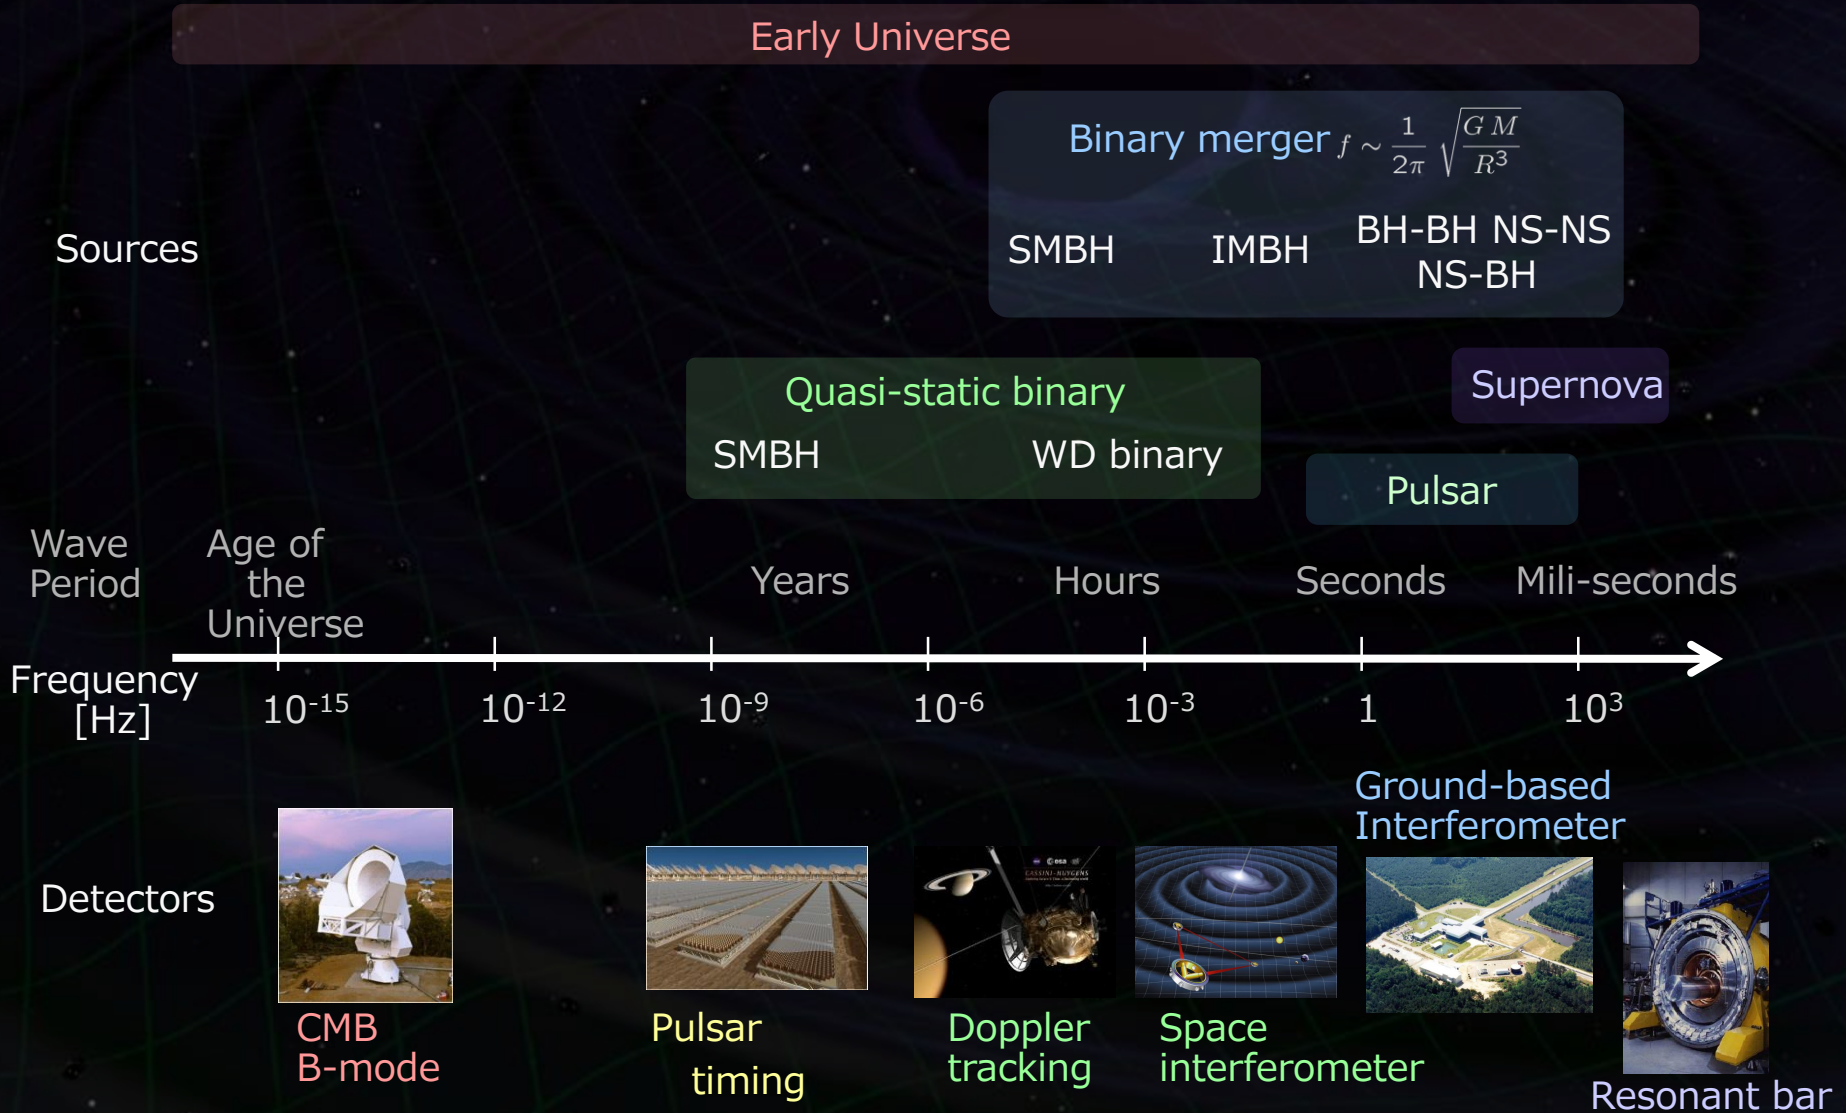 Early Universe
Binary merger f ~ 1/2π √(G M/R³)
Sources
SMBH IMBH BH-BH NS-NS
NS-BH
Quasi-static binary
SMBH WD binary
Supernova
Pulsar
Wave
Period
Age of
the
Universe
Years Hours Seconds Mili-seconds
Frequency
[Hz]
10⁻¹⁵ 10⁻¹² 10⁻⁹ 10⁻⁶ 10⁻³ 1 10³
Ground-based
Interferometer
Detectors
esa
CASSINI-HUYGENS
CMB
B-mode
Pulsar
timing
Doppler
tracking
Space
interferometer
Resonant bar